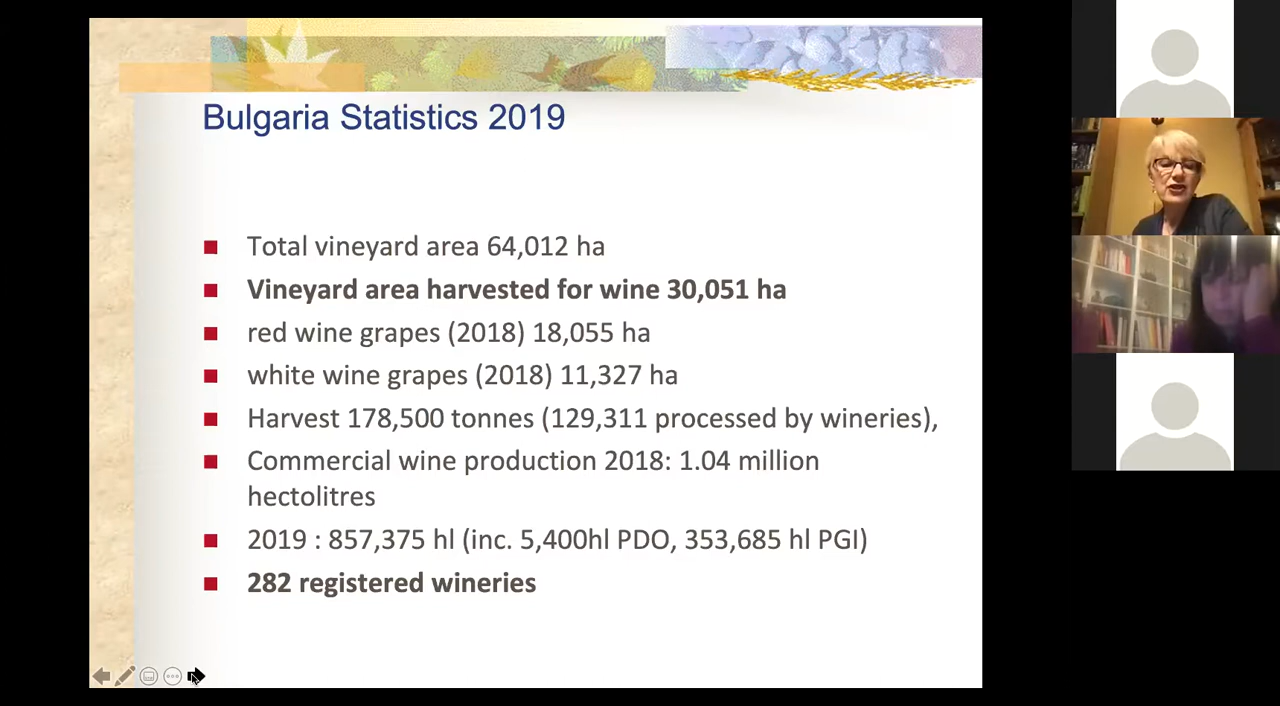 Bulgaria Statistics 2019
Total vineyard area 64,012 ha
Vineyard area harvested for wine 30,051 ha
red wine grapes (2018) 18,055 ha
white wine grapes (2018) 11,327 ha
Harvest 178,500 tonnes (129,311 processed by wineries),
Commercial wine production 2018: 1.04 million
hectolitres
2019 : 857,375 hl (inc. 5,400hl PDO, 353,685 hl PGI)
282 registered wineries